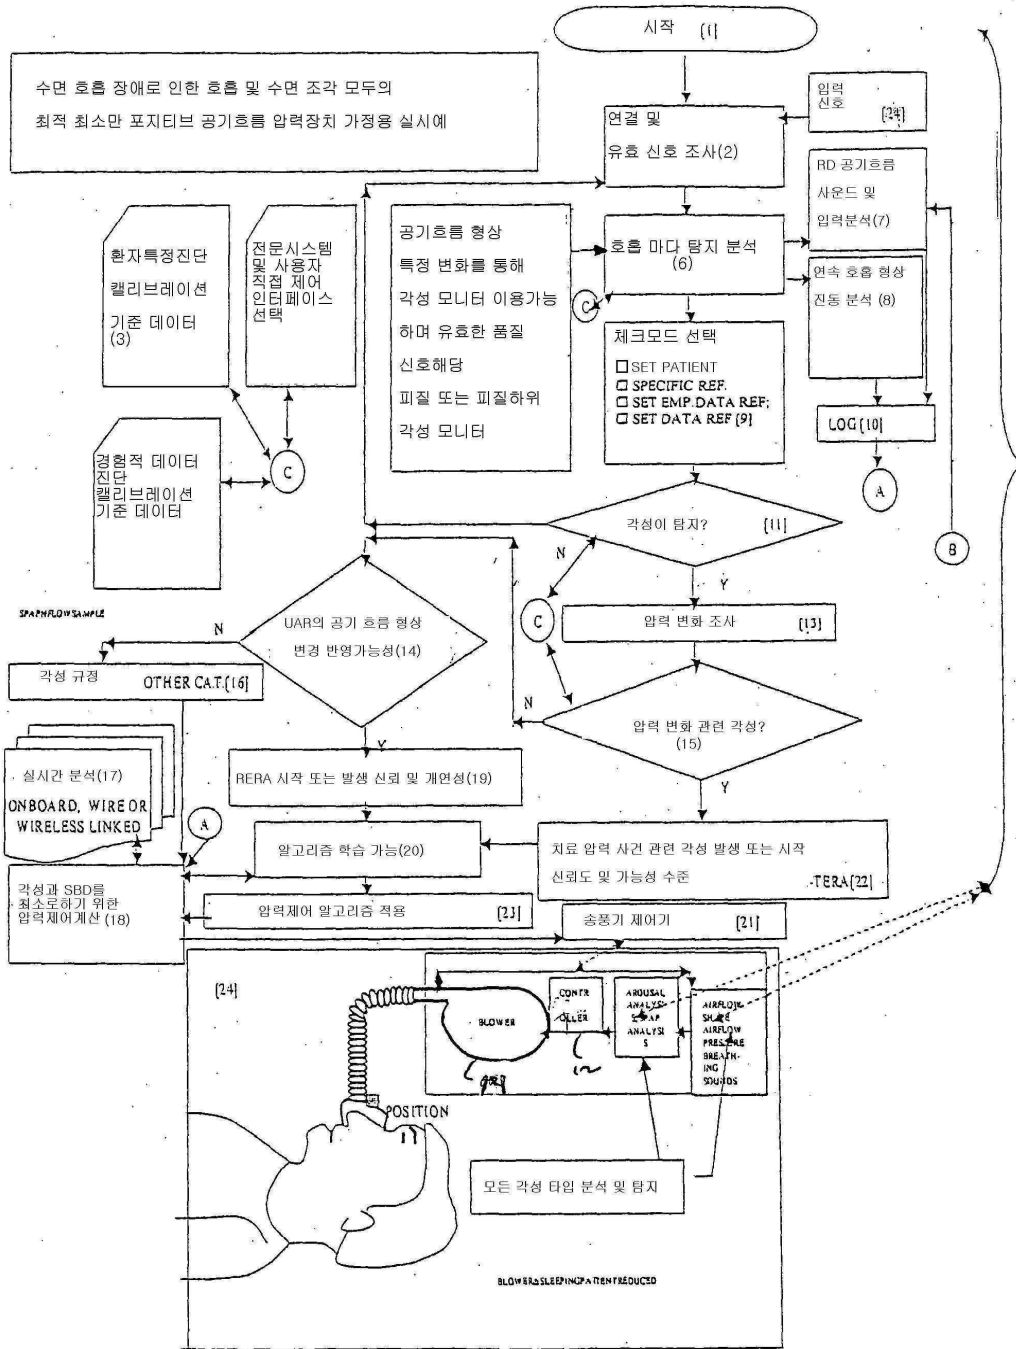 시작 [1]
수면 호흡 장애로 인한 호흡 및 수면 조각 모두의
최적 최소만 포지티브 공기흐름 압력장치 가정용 실시예
연결 및
유효 신호 조사(2)
입력
신호
RD 공기흐름
사운드 및
입력분석(7)
환자특정진단
캘리브레이션
기준 데이터
(3)
전문시스템
및 사용자
직접 제어
인터페이스
선택
공기흐름 형상
특정 변화를 통해
각성 모니터 이용가능
하며 유효한 품질
신호해당
피질 또는 피질하위
각성 모니터
호흡 마다 탐지 분석
(6)
연속 호흡 형상
진동 분석 (8)
C
체크모드 선택
SET PATIENT
SPECIFIC REF.
SET EMP.DATA REF;
SET DATA REF [9]
LOG[10]
A
B
경험적 데이터
진단
캘리브레이션
기준 데이터
C
각성이 탐지? [11]
N
Y
C
압력 변화 조사 [13]
SPAPHFLOWSAMPLE
UAR의 공기 흐름 형상
변경 반영가능성(14)
N
Y
각성 규정 OTHER CAT.[16]
압력 변화 관련 각성?
(15)
N
Y
실시간 분석(17)
ONBOARD, WIRE OR
WIRELESS LINKED
A
RERA 시작 또는 발생 신뢰 및 개연성(19)
알고리즘 학습 가능(20)
치료 압력 사건 관련 각성 발생 또는 시작
신뢰도 및 가능성 수준
-TERA[22]
각성과 SBD를
최소로하기 위한
압력제어계산 (18)
압력제어 알고리즘 적용 [23]
송풍기 제어기 [21]
[24]
BLOWER
CONTR
OLLER
AROUSAL
ANALYSI
ANALYSI
S
AIRFLOW
SHAPE
AIRFLOW
PRESSURE
BREATH-
ING
SOUNDS
12
POSITION
모든 각성 타입 분석 및 탐지
BLOWER&SLEEPINGPATIENTREDUCED